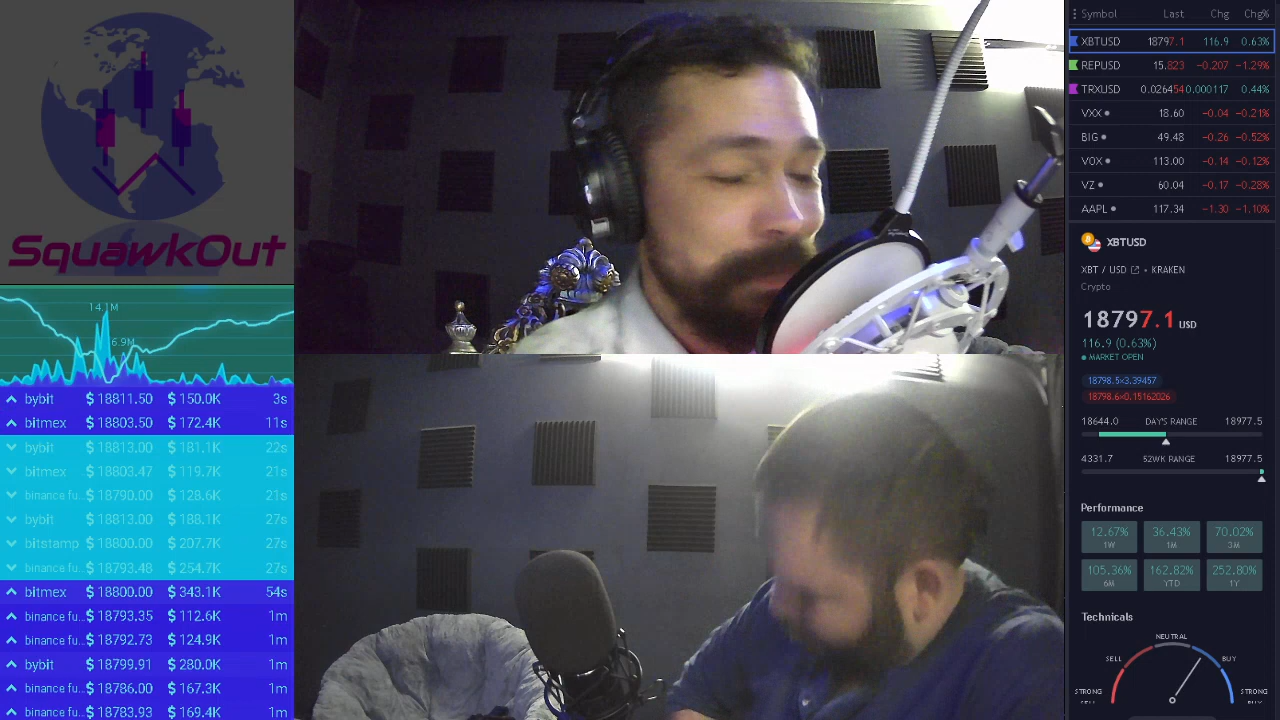 SquawkOut
14.1M
6.9M
bybit $ 18811.50 $ 150.0K 3s
bitmex $ 18803.50 $ 172.4K 11s
bybit $ 18813.00 $ 181.1K 22s
bitmex $ 18803.47 $ 119.7K 21s
binance fu... $ 18790.00 $ 128.6K 21s
bybit $ 18813.00 $ 188.1K 27s
bitstamp $ 18800.00 $ 207.7K 27s
binance fu... $ 18793.48 $ 254.7K 27s
bitmex $ 18800.00 $ 343.1K 54s
binance fu... $ 18793.35 $ 112.6K 1m
binance fu... $ 18792.73 $ 124.9K 1m
bybit $ 18799.91 $ 280.0K 1m
binance fu... $ 18786.00 $ 167.3K 1m
binance fu... $ 18783.93 $ 169.4K 1m
Symbol Last Chg Chg%
XBTUSD 18797.1 116.9 0.63%
REPUSD 15.823 −0.207 −1.29%
TRXUSD 0.026454 0.000117 0.44%
VXX 18.60 −0.04 −0.21%
BIG 49.48 −0.26 −0.52%
VOX 113.00 −0.14 −0.12%
VZ 60.04 −0.17 −0.28%
AAPL 117.34 −1.30 −1.10%
XBTUSD
XBT / USD • KRAKEN
Crypto
18797.1 USD
116.9 (0.63%)
MARKET OPEN
18798.5×3.39457
18798.6×0.15162026
18644.0 DAY'S RANGE 18977.5
4331.7 52WK RANGE 18977.5
Performance
12.67% 36.43% 70.02%
1W 1M 3M
105.36% 162.82% 252.80%
6M YTD 1Y
Technicals
NEUTRAL
SELL BUY
STRONG STRONG